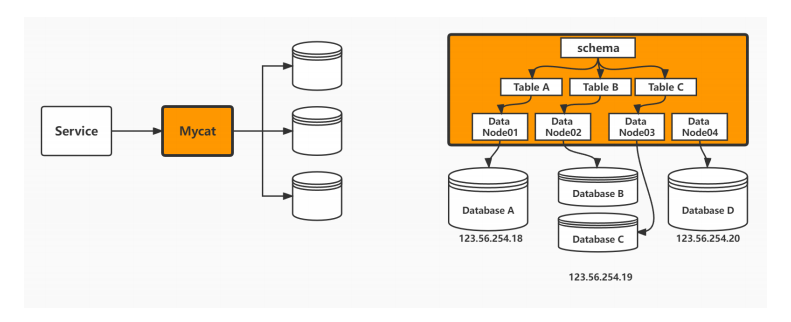 Service
Mycat
schema
Table A
Table B
Table C
Data
Node01
Data
Node02
Data
Node03
Data
Node04
Database A
123.56.254.18
Database B
Database C
123.56.254.19
Database D
123.56.254.20